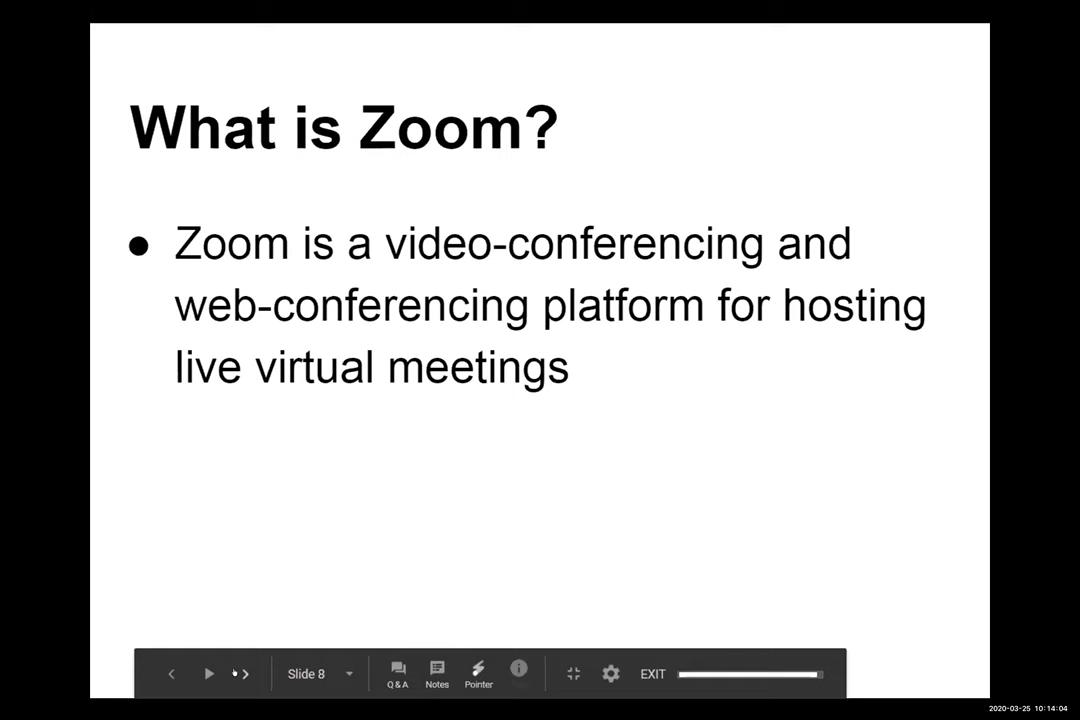 What is Zoom?
● Zoom is a video-conferencing and
web-conferencing platform for hosting
live virtual meetings
Slide 8
Q & A
Notes
Pointer
EXIT
2020-03-25 10:14:04